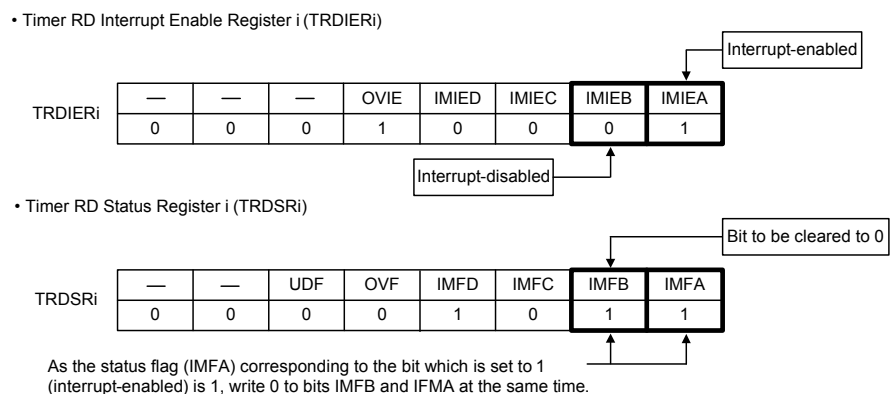 • Timer RD Interrupt Enable Register i (TRDIERi)
Interrupt-enabled
TRDIERi
— — — OVIE IMIED IMIEC IMIEB IMIEA
0 0 0 1 0 0 0 1
Interrupt-disabled
• Timer RD Status Register i (TRDSRi)
Bit to be cleared to 0
TRDSRi
— — UDF OVF IMFD IMFC IMFB IMFA
0 0 0 0 1 0 1 1
As the status flag (IMFA) corresponding to the bit which is set to 1
(interrupt-enabled) is 1, write 0 to bits IMFB and IFMA at the same time.